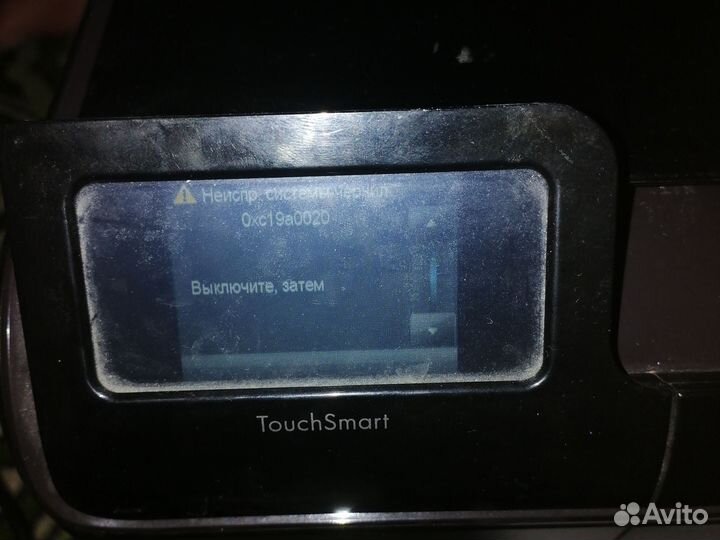 Неиспр. системы чернил
0xc19a0020
Выключите, затем
TouchSmart
Avito